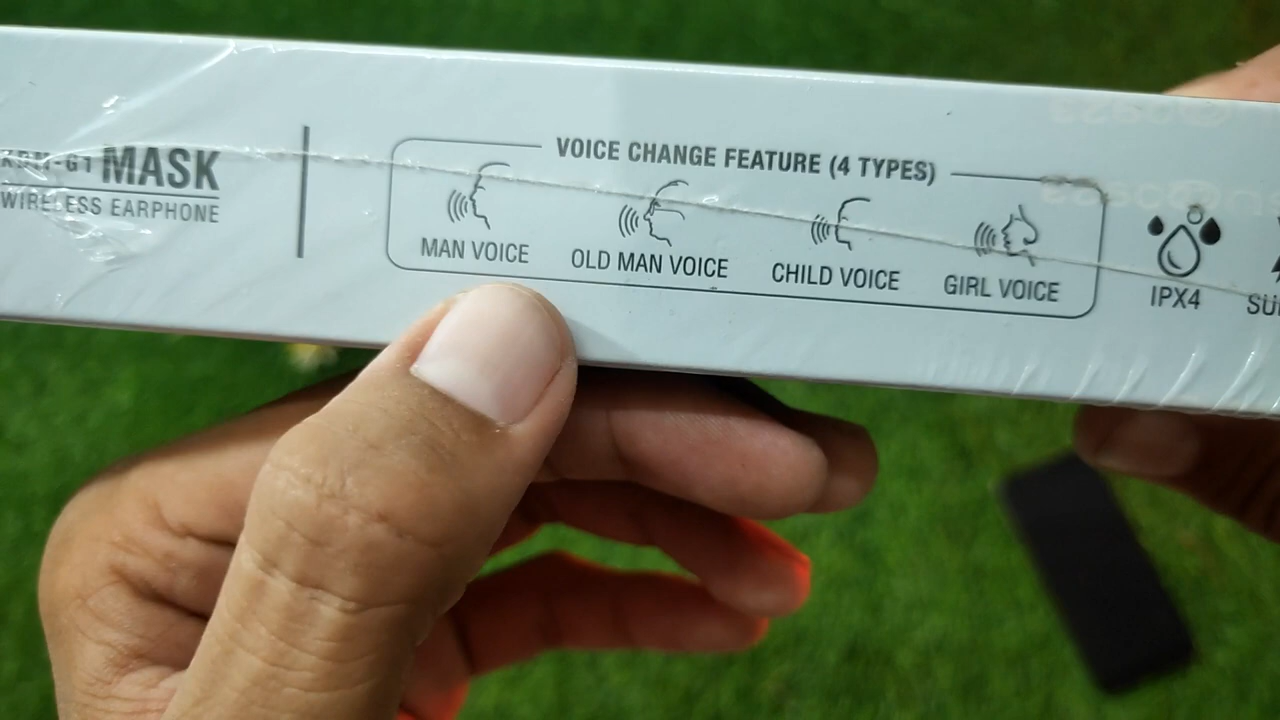 MASK
WIRELESS EARPHONE
VOICE CHANGE FEATURE (4 TYPES)
MAN VOICE
OLD MAN VOICE
CHILD VOICE
GIRL VOICE
IPX4